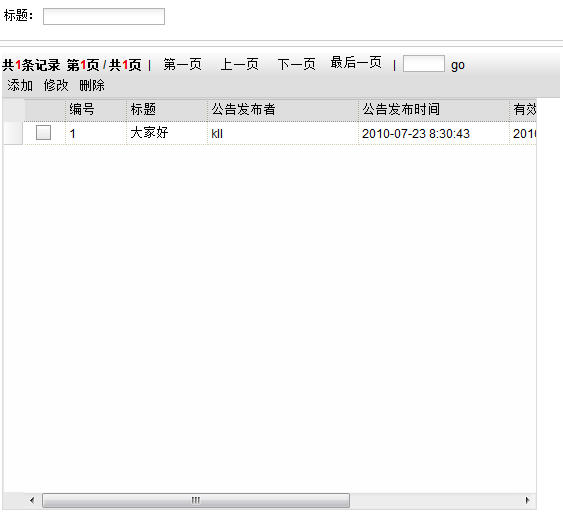 标题:
共1条记录 第1页 / 共1页 | 第一页 上一页 下一页 最后一页 | go
添加 修改 删除
编号 标题 公告发布者 公告发布时间 有效
1 大家好 kll 2010-07-23 8:30:43 2010